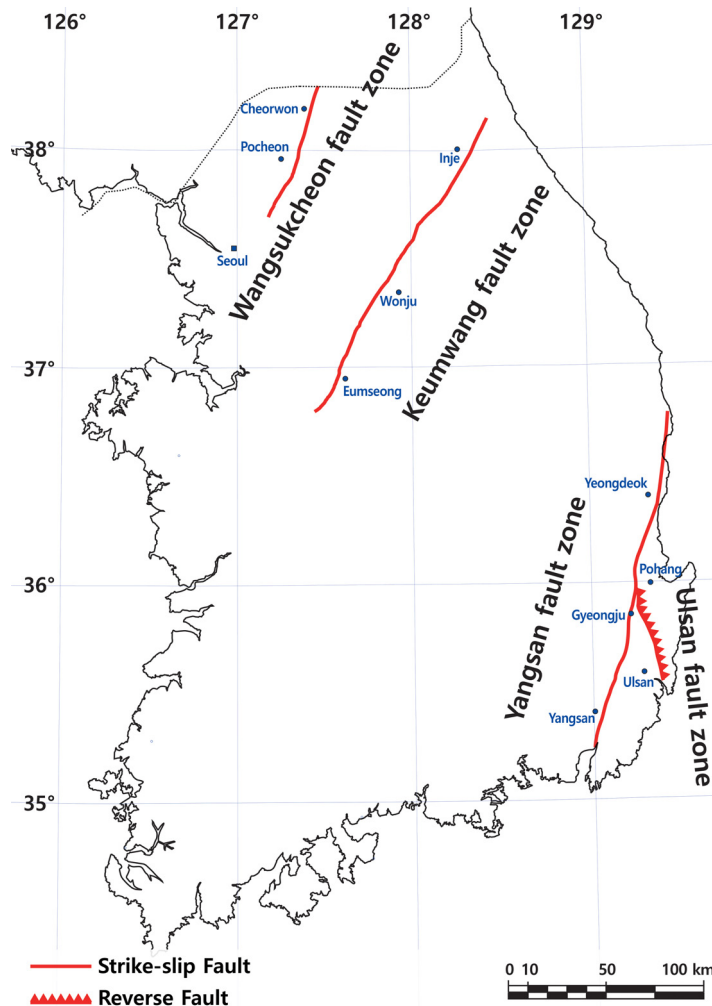 126°
127°
128°
129°
Cheorwon
Pocheon
Inje
38°
Seoul
Wangsukcheon fault zone
Wonju
Keumwang fault zone
37°
Eumseong
Yeongdeok
Yangsan fault zone
Pohang
36°
Gyeongju
Ulsan fault zone
Ulsan
Yangsan
35°
Strike-slip Fault
Reverse Fault
0 10 50 100 km